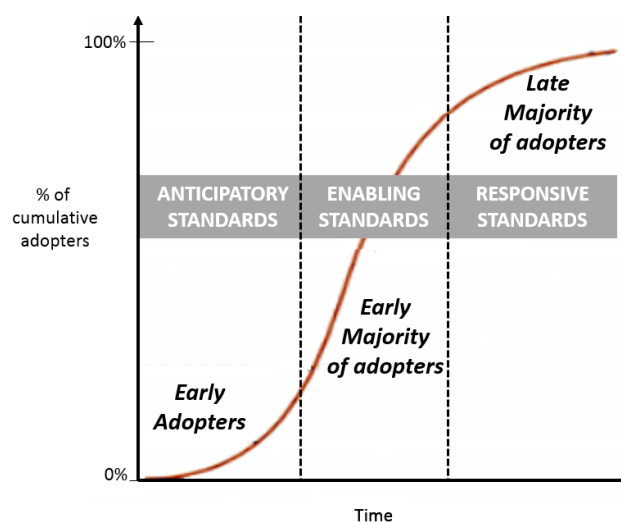 100%
Late
Majority
of adopters
% of
cumulative
adopters
ANTICIPATORY
STANDARDS
ENABLING
STANDARDS
RESPONSIVE
STANDARDS
Early
Majority
of adopters
Early
Adopters
0%
Time